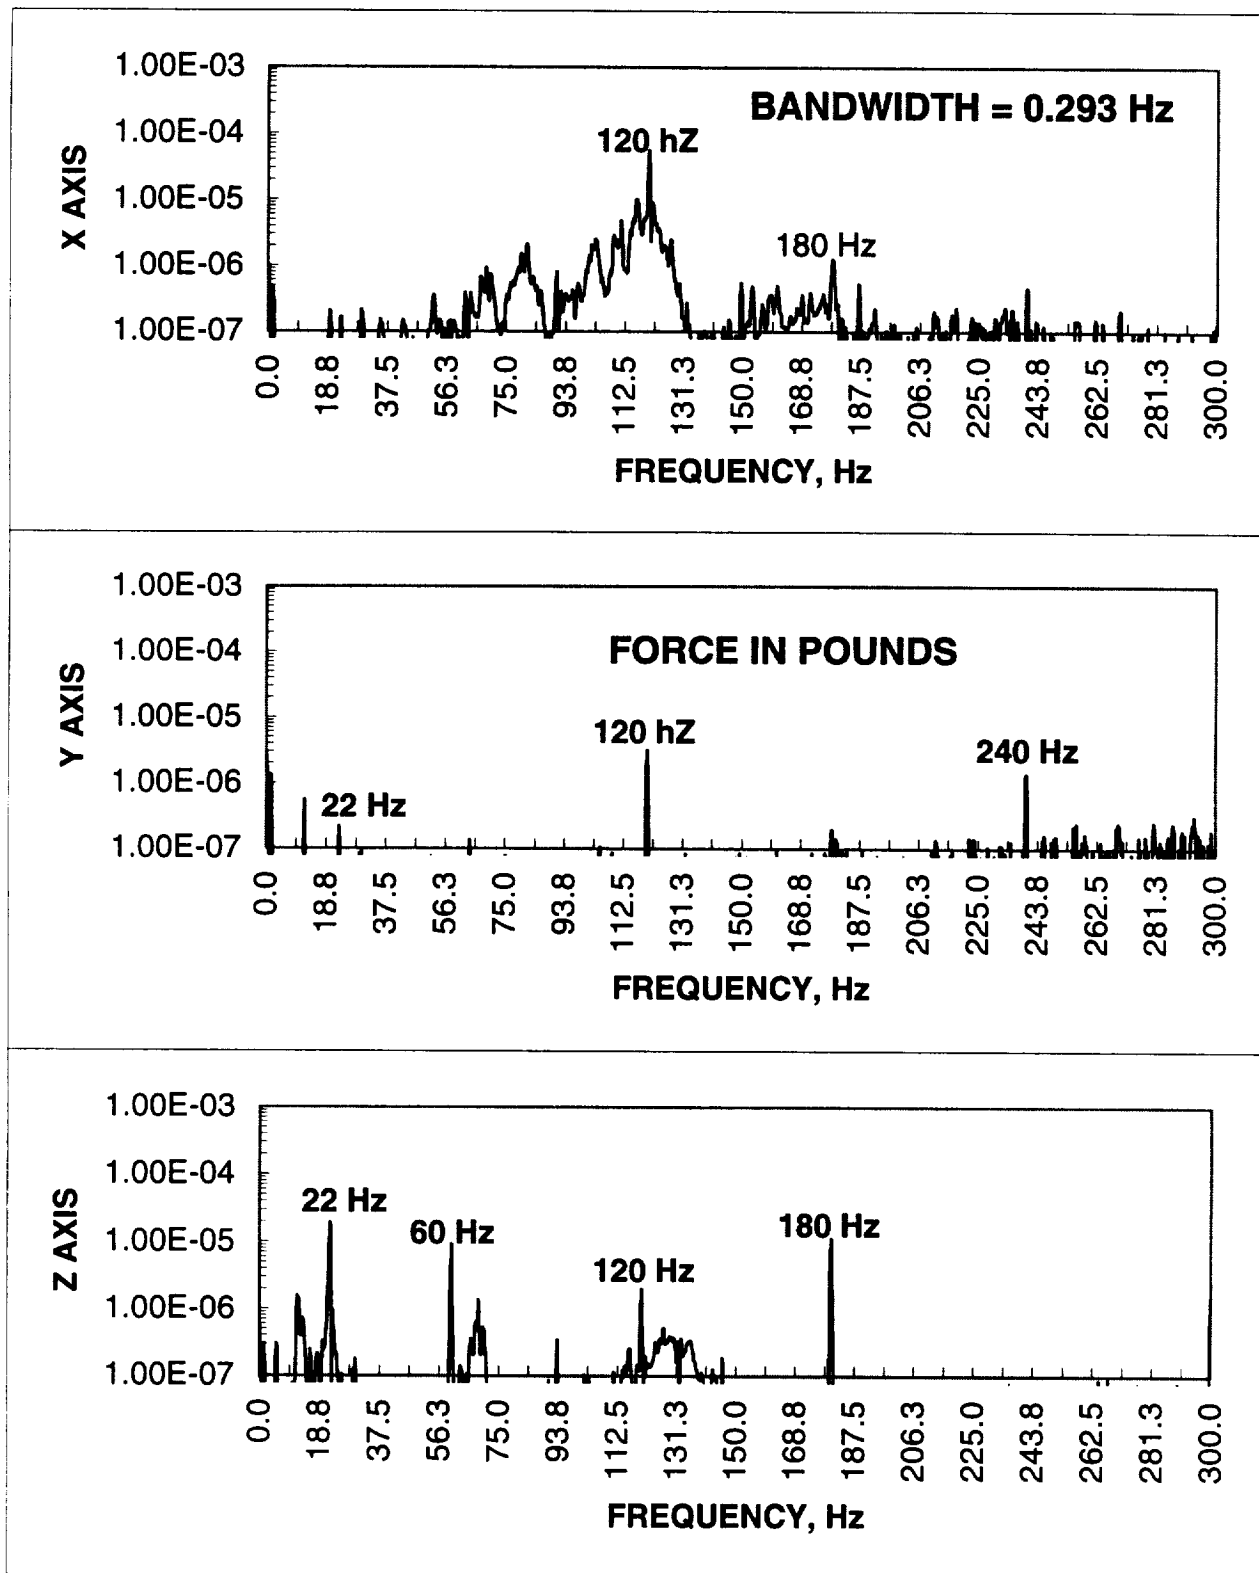 1.00E-03
BANDWIDTH = 0.293 Hz
1.00E-04
120 hZ
X AXIS
1.00E-05
180 Hz
1.00E-06
1.00E-07
0.0 18.8 37.5 56.3 75.0 93.8 112.5 131.3 150.0 168.8 187.5 206.3 225.0 243.8 262.5 281.3 300.0
FREQUENCY, Hz
1.00E-03
1.00E-04
FORCE IN POUNDS
Y AXIS
1.00E-05
120 hZ
240 Hz
1.00E-06
22 Hz
1.00E-07
0.0 18.8 37.5 56.3 75.0 93.8 112.5 131.3 150.0 168.8 187.5 206.3 225.0 243.8 262.5 281.3 300.0
FREQUENCY, Hz
1.00E-03
1.00E-04
Z AXIS
22 Hz
180 Hz
60 Hz
1.00E-05
120 Hz
1.00E-06
1.00E-07
0.0 18.8 37.5 56.3 75.0 93.8 112.5 131.3 150.0 168.8 187.5 206.3 225.0 243.8 262.5 281.3 300.0
FREQUENCY, Hz